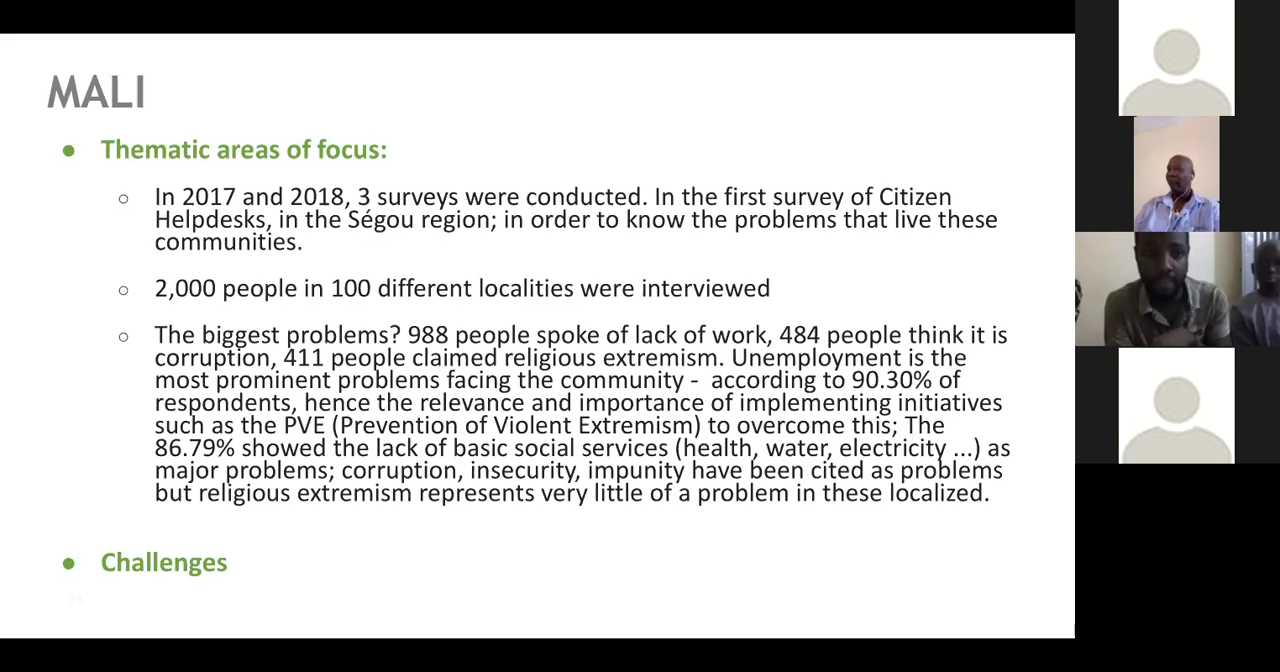 MALI
● Thematic areas of focus:
○ In 2017 and 2018, 3 surveys were conducted. In the first survey of Citizen
Helpdesks, in the Ségou region; in order to know the problems that live these
communities.
○ 2,000 people in 100 different localities were interviewed
○ The biggest problems? 988 people spoke of lack of work, 484 people think it is
corruption, 411 people claimed religious extremism. Unemployment is the
most prominent problems facing the community - according to 90.30% of
respondents, hence the relevance and importance of implementing initiatives
such as the PVE (Prevention of Violent Extremism) to overcome this; The
86.79% showed the lack of basic social services (health, water, electricity ...) as
major problems; corruption, insecurity, impunity have been cited as problems
but religious extremism represents very little of a problem in these localized.
● Challenges